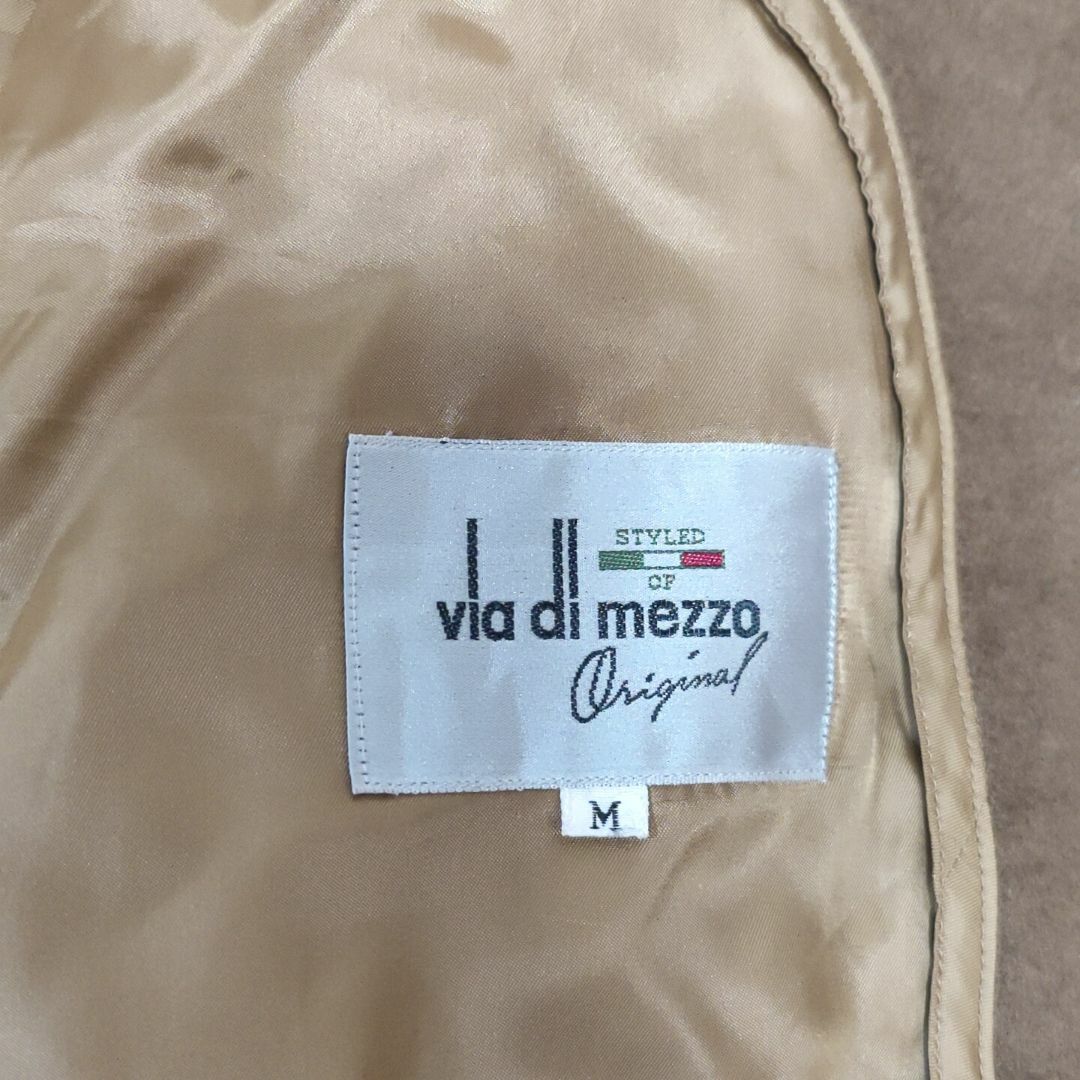 STYLED
OF
via di mezzo
Original
M